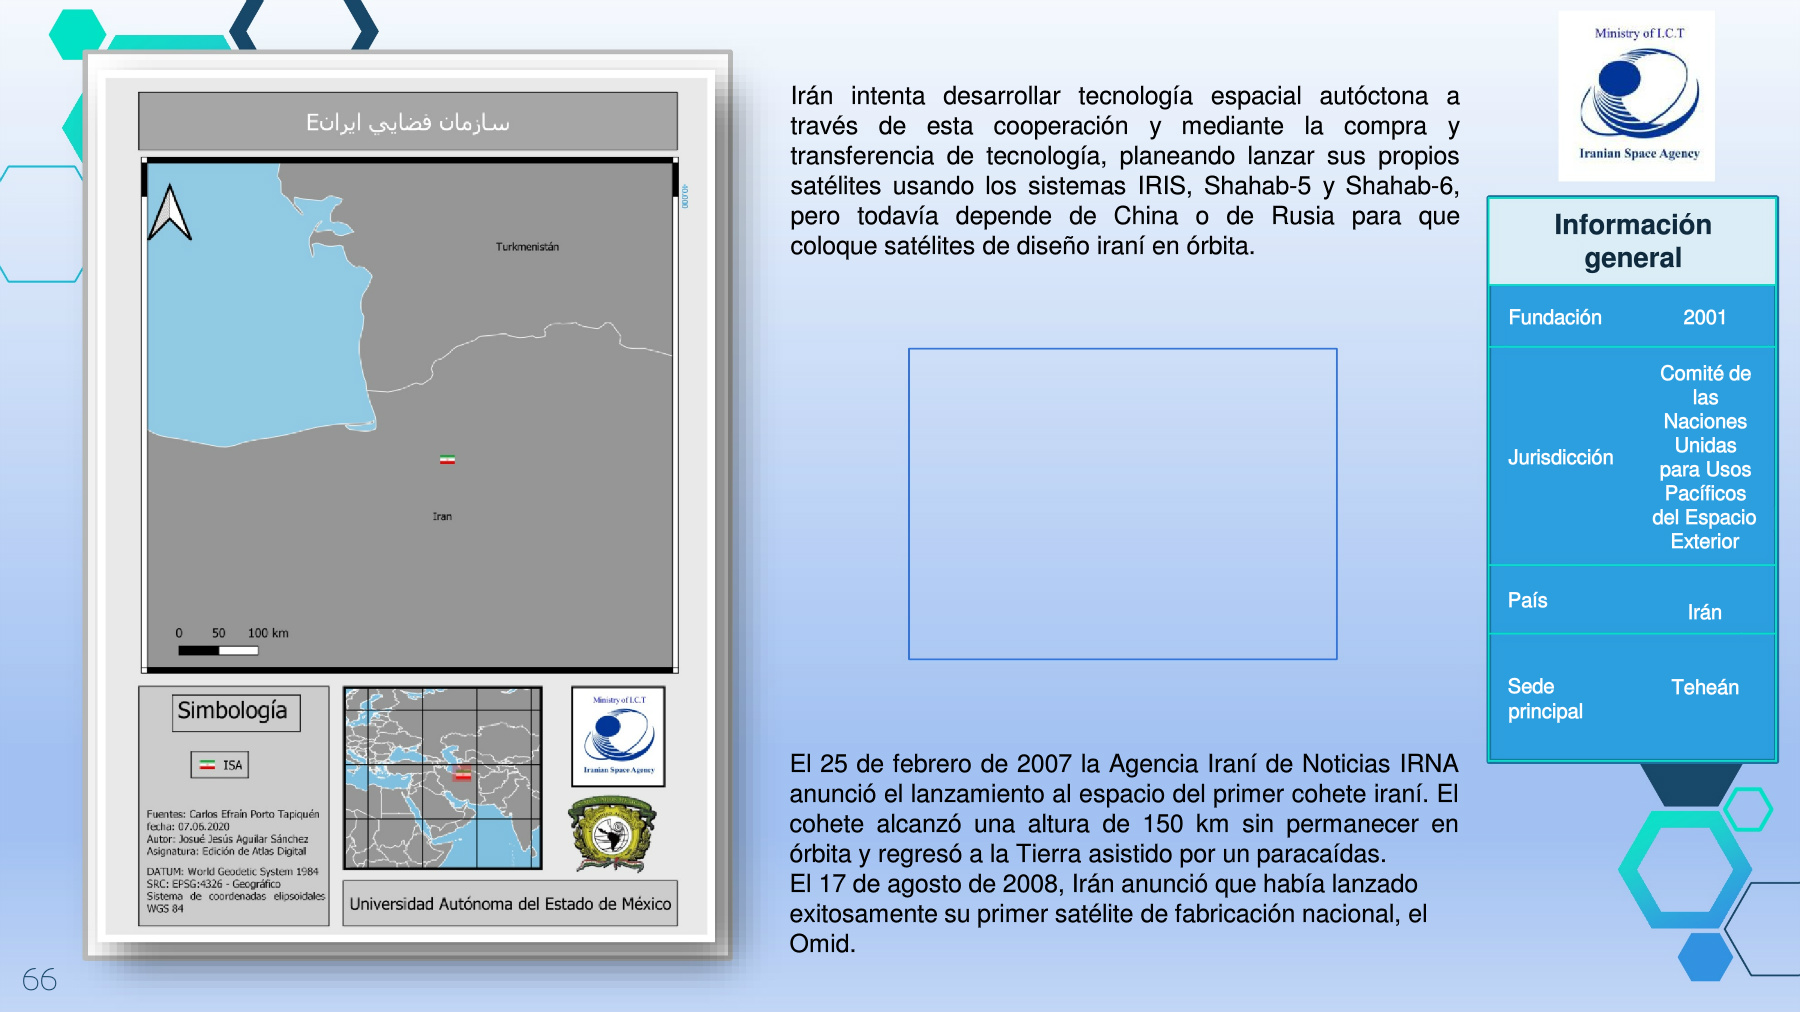 سازمان فضایي ایرانE
40.000
Turkmenistán
Iran
0 50 100 km
Simbología
ISA
Fuentes: Carlos Efraín Porto Tapiquén
fecha: 07.06.2020
Autor: Josué Jesús Aguilar Sánchez
Asignatura: Edición de Atlas Digital
DATUM: World Geodetic System 1984
SRC: EPSG:4326 - Geográfico
Sistema de coordenadas elipsoidales
WGS 84
Ministry of I.C.T
Iranian Space Agency
Universidad Autónoma del Estado de México
66
Irán intenta desarrollar tecnología espacial autóctona a
través de esta cooperación y mediante la compra y
transferencia de tecnología, planeando lanzar sus propios
satélites usando los sistemas IRIS, Shahab-5 y Shahab-6,
pero todavía depende de China o de Rusia para que
coloque satélites de diseño iraní en órbita.
El 25 de febrero de 2007 la Agencia Iraní de Noticias IRNA
anunció el lanzamiento al espacio del primer cohete iraní. El
cohete alcanzó una altura de 150 km sin permanecer en
órbita y regresó a la Tierra asistido por un paracaídas.
El 17 de agosto de 2008, Irán anunció que había lanzado
exitosamente su primer satélite de fabricación nacional, el
Omid.
Ministry of I.C.T
Iranian Space Agency
Información
general
Fundación 2001
Jurisdicción
Comité de
las
Naciones
Unidas
para Usos
Pacíficos
del Espacio
Exterior
País
Irán
Sede
principal
Teheán